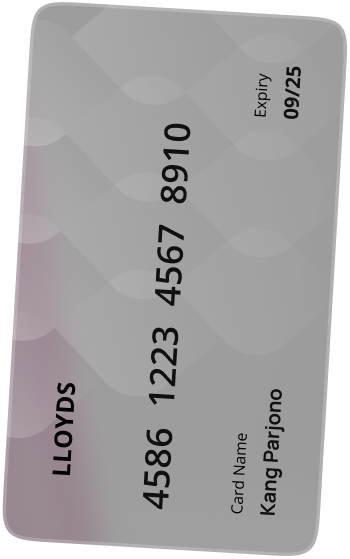 LLOYDS
4586 1223 4567 8910
Card Name
Kang Parjono
Expiry
09/25